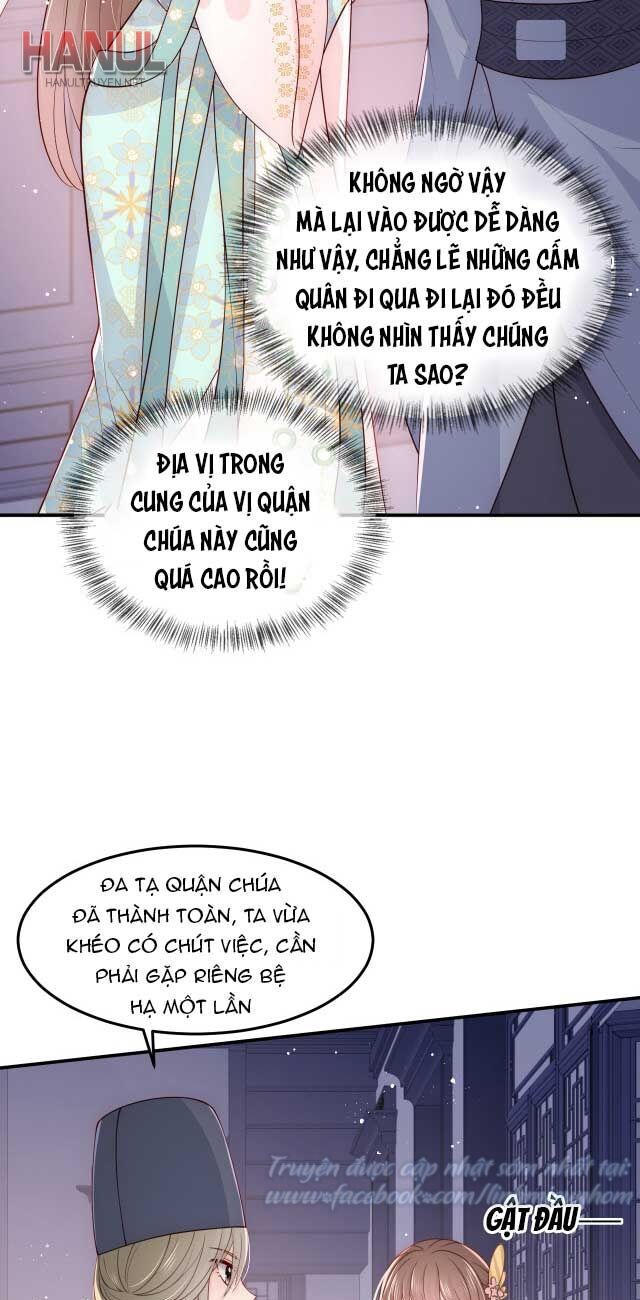 HANUL
HANULTRUYEN.NET
KHÔNG NGỜ VẬY
MÀ LẠI VÀO ĐƯỢC DỄ DÀNG
NHƯ VẬY, CHẲNG LẼ NHỮNG CẤM
QUÂN ĐI QUA ĐI LẠI ĐÓ ĐỀU
KHÔNG NHÌN THẤY CHÚNG
TA SAO?
ĐỊA VỊ TRONG
CUNG CỦA VỊ QUẬN
CHÚA NÀY CŨNG
QUÁ CAO RỒI!
ĐA TẠ QUẬN CHÚA
ĐÃ THÀNH TOÀN, TA VỪA
KHÉO CÓ CHÚT VIỆC, CẦN
PHẢI GẶP RIÊNG BỆ
HẠ MỘT LẦN
Truyện được cập nhật sớm nhất tại:
GẬT ĐẦU